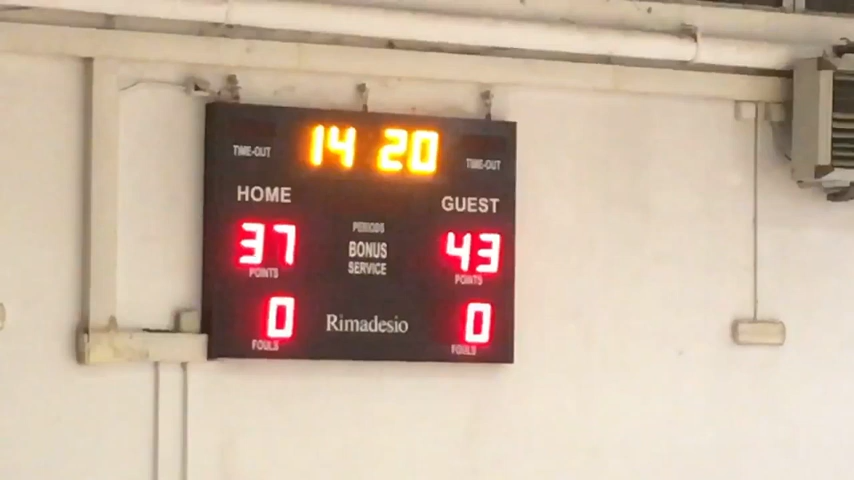 14 20
TIME-OUT TIME-OUT
HOME GUEST
PERIODS
37 BONUS 43
POINTS SERVICE POINTS
0 Rimadesio 0
FOULS FOULS